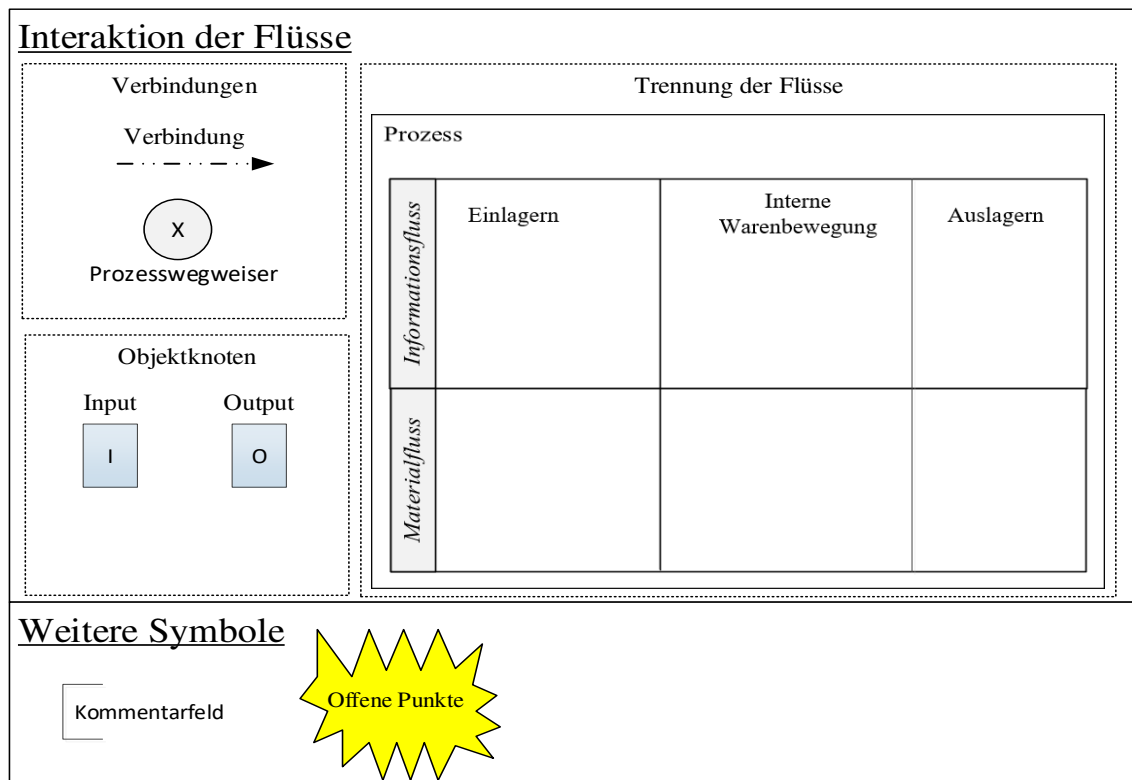 Interaktion der Flüsse
Verbindungen
Verbindung
X
Prozesswegweiser
Objektknoten
Input
Output
I
O
Trennung der Flüsse
Prozess
Informationsfluss
Einlagern
Interne
Warenbewegung
Auslagern
Materialfluss
Weitere Symbole
Kommentarfeld
Offene Punkte